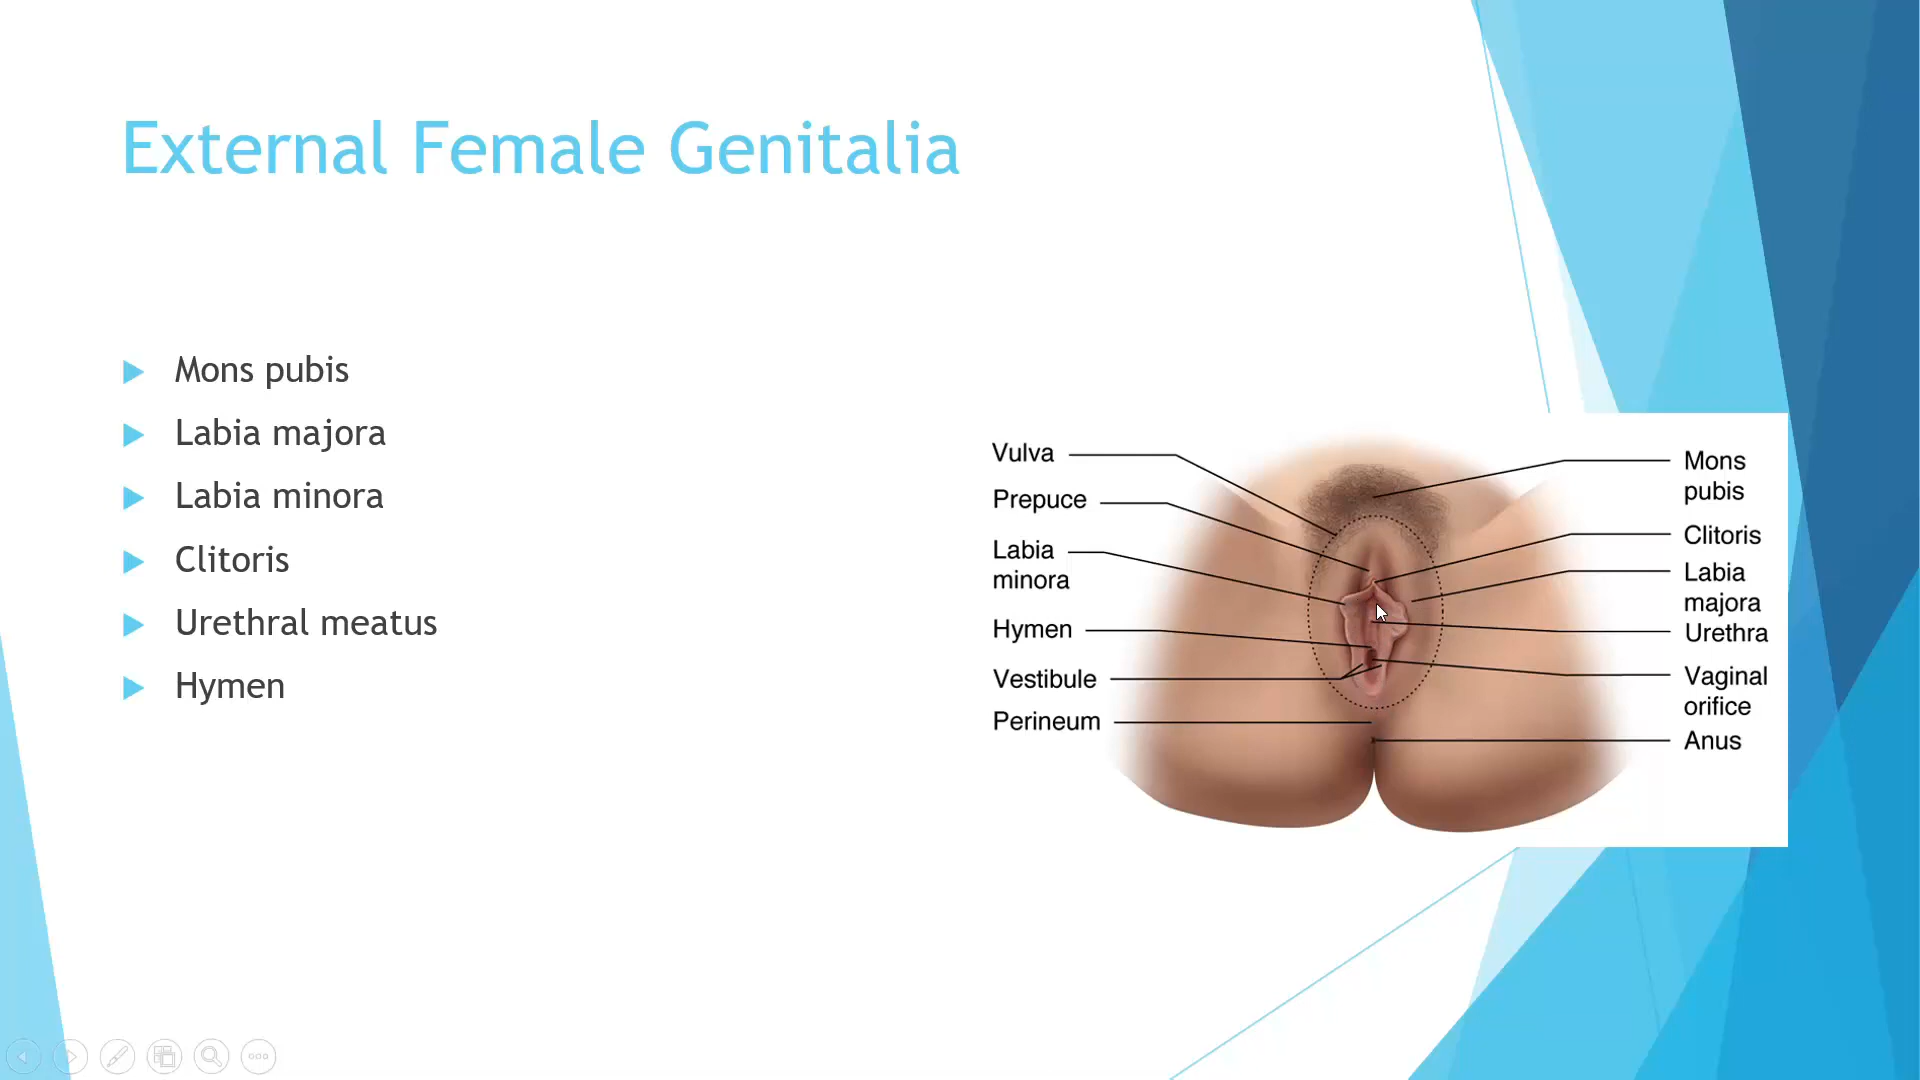 External Female Genitalia
Mons pubis
Labia majora
Labia minora
Clitoris
Urethral meatus
Hymen
Vulva
Prepuce
Labia
minora
Hymen
Vestibule
Perineum
Mons
pubis
Clitoris
Labia
majora
Urethra
Vaginal
orifice
Anus